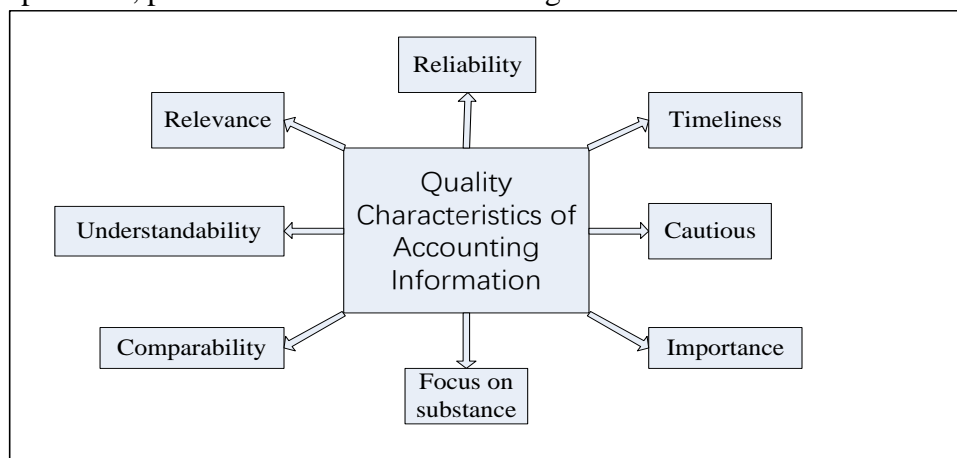 Reliability
Relevance
Timeliness
Quality
Characteristics of
Accounting
Information
Understandability
Cautious
Comparability
Importance
Focus on
substance